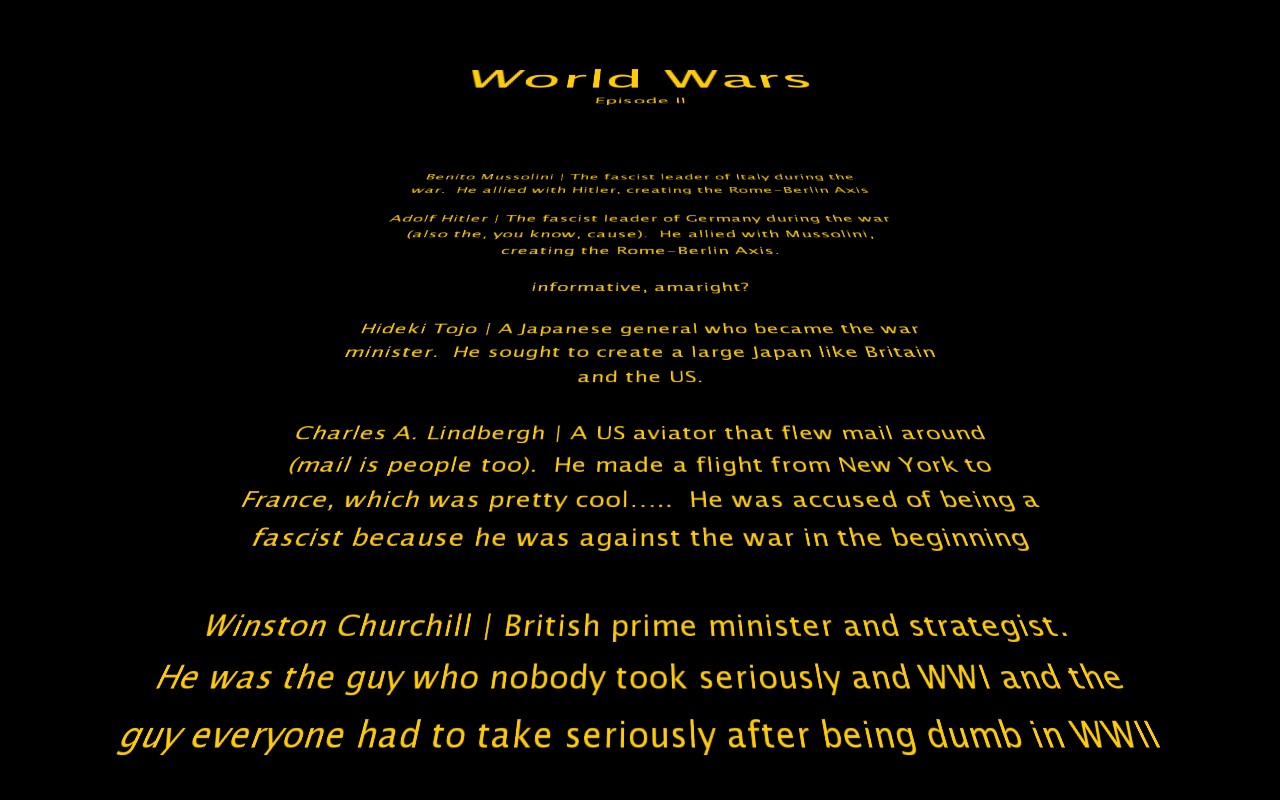 World Wars
Episode II
Benito Mussolini | The fascist leader of Italy during the
war.  He allied with Hitler, creating the Rome-Berlin Axis
Adolf Hitler | The fascist leader of Germany during the war
(also the, you know, cause).  He allied with Mussolini,
creating the Rome-Berlin Axis.
informative, amaright?
Hideki Tojo | A Japanese general who became the war
minister.  He sought to create a large Japan like Britain
and the US.
Charles A. Lindbergh | A US aviator that flew mail around
(mail is people too).  He made a flight from New York to
France, which was pretty cool.....  He was accused of being a
fascist because he was against the war in the beginning
Winston Churchill | British prime minister and strategist.
He was the guy who nobody took seriously and WWI and the
guy everyone had to take seriously after being dumb in WWII